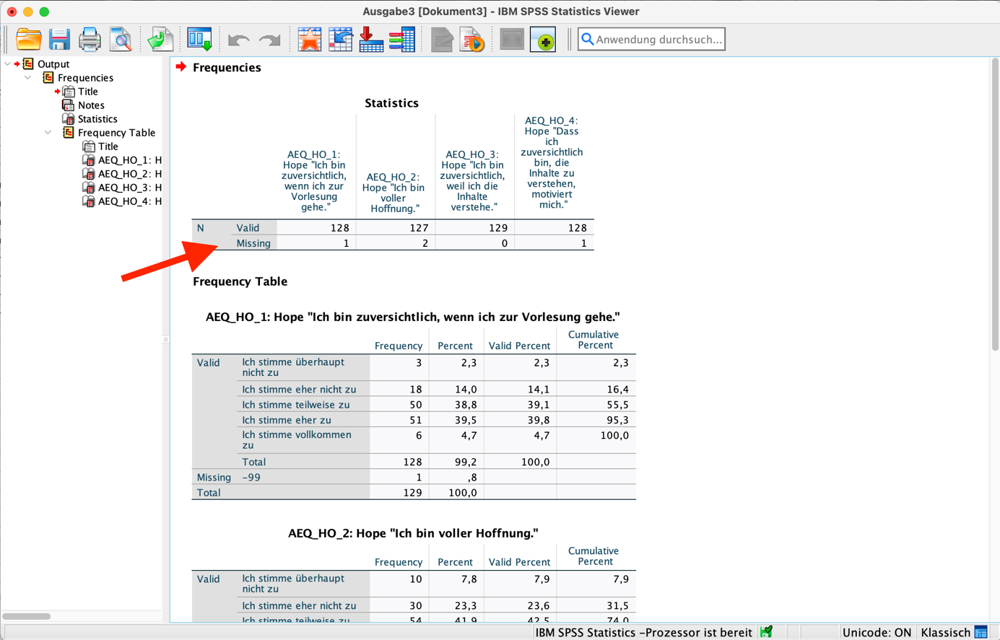 Ausgabe3 [Dokument3] - IBM SPSS Statistics Viewer
Anwendung durchsuch...
Output
Frequencies
Title
Notes
Statistics
Frequency Table
Title
AEQ_HO_1: H
AEQ_HO_2: H
AEQ_HO_3: H
AEQ_HO_4: H
Frequencies
Statistics
AEQ_HO_1:
Hope "Ich bin
zuversichtlich,
wenn ich zur
Vorlesung
gehe."
AEQ_HO_2:
Hope "Ich bin
voller
Hoffnung."
AEQ_HO_3:
Hope "Ich bin
zuversichtlich,
weil ich die
Inhalte
verstehe."
AEQ_HO_4:
Hope "Dass
ich
zuversichtlich
bin, die
Inhalte zu
verstehen,
motiviert
mich."
N Valid 128 127 129 128
Missing 1 2 0 1
Frequency Table
AEQ_HO_1: Hope "Ich bin zuversichtlich, wenn ich zur Vorlesung gehe."
Frequency Percent Valid Percent Cumulative Percent
Valid Ich stimme überhaupt nicht zu 3 2,3 2,3 2,3
Ich stimme eher nicht zu 18 14,0 14,1 16,4
Ich stimme teilweise zu 50 38,8 39,1 55,5
Ich stimme eher zu 51 39,5 39,8 95,3
Ich stimme vollkommen zu 6 4,7 4,7 100,0
Total 128 99,2 100,0
Missing -99 1 ,8
Total 129 100,0
AEQ_HO_2: Hope "Ich bin voller Hoffnung."
Frequency Percent Valid Percent Cumulative Percent
Valid Ich stimme überhaupt nicht zu 10 7,8 7,9 7,9
Ich stimme eher nicht zu 30 23,3 23,6 31,5
Ich stimme teilweise zu 54 41,9 42,5 74,0
IBM SPSS Statistics -Prozessor ist bereit
Unicode: ON
Klassisch